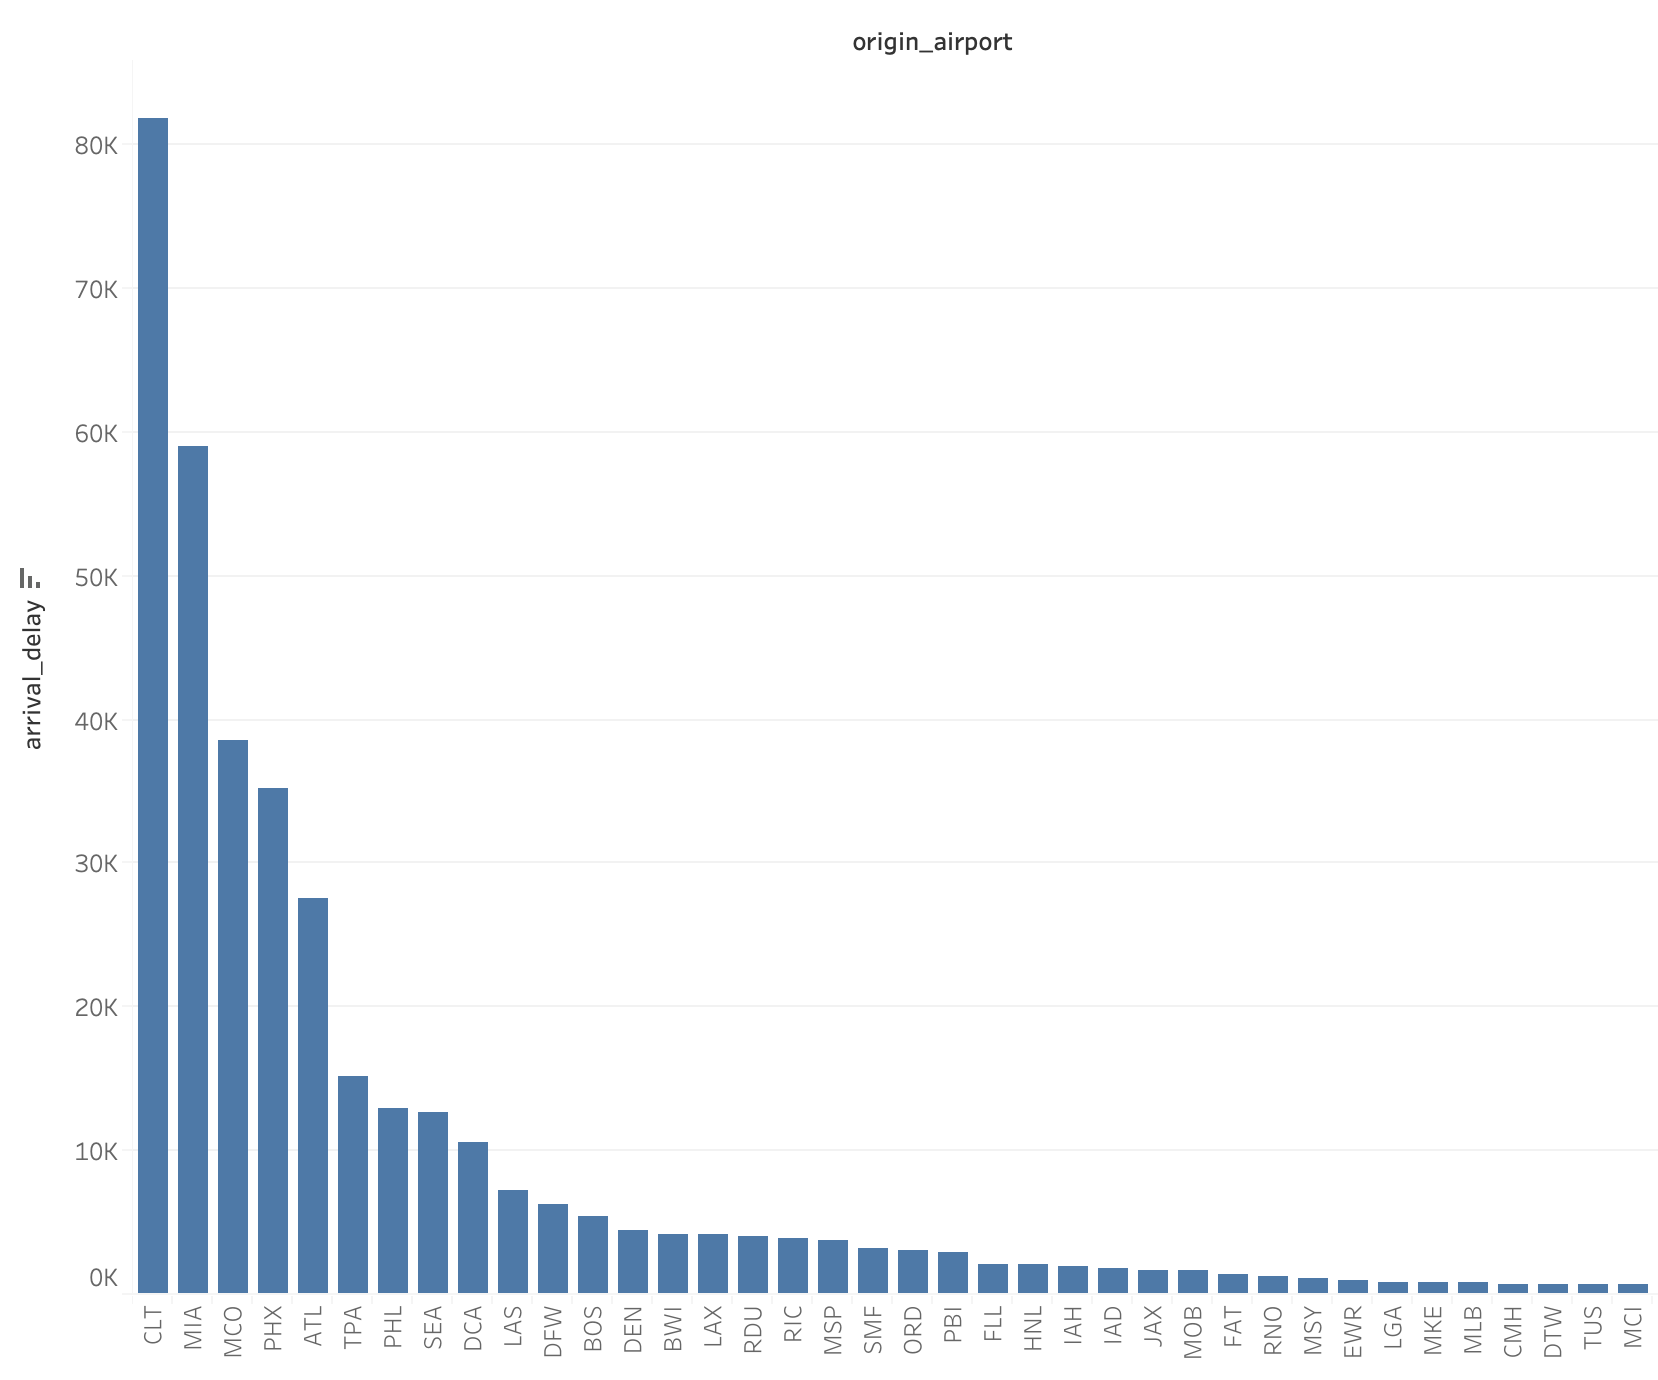 origin_airport
arrival_delay
80K
70K
60K
50K
40K
30K
20K
10K
0K
CLT
MIA
MCO
PHX
ATL
TPA
PHL
SEA
DCA
LAS
DFW
BOS
DEN
BWI
LAX
RDU
RIC
MSP
SMF
ORD
PBI
FLL
HNL
IAH
IAD
JAX
MOB
FAT
RNO
MSY
EWR
LGA
MKE
MLB
CMH
DTW
TUS
MCI